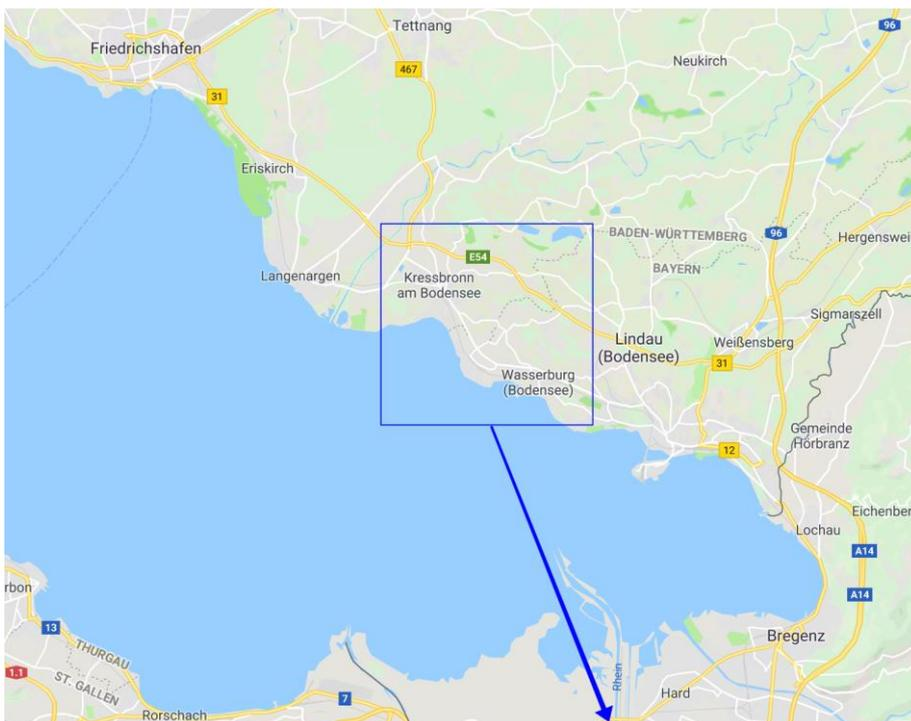 Tettnang
96
Friedrichshafen
Neukirch
467
31
Eriskirch
BADEN-WÜRTTEMBERG
96
Hergenswei
E54
BAYERN
Langenargen
Kressbronn
am Bodensee
Sigmarszell
Lindau
(Bodensee)
Weißensberg
31
Wasserburg
(Bodensee)
Gemeinde
Hörbranz
12
Eichenber
Lochau
A14
rbon
A14
13
Bregenz
THURGAU
1.1
ST. GALLEN
Rhein
Hard
7
Rorschach